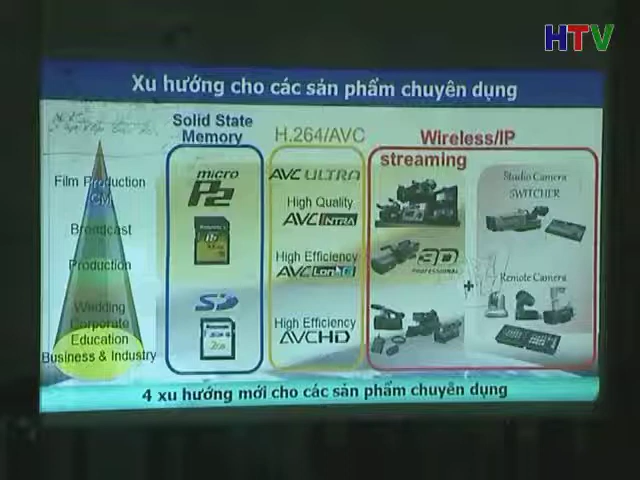 HTV
Xu hướng cho các sản phẩm chuyên dụng
Solid State
Memory
H.264/AVC
Wireless/IP
streaming
Film Production
CM
Broadcast
Production
Wedding
Corporate
Education
Business & Industry
micro
P2
SD
2GB
AVC ULTRA
High Quality
AVC INTRA
High Efficiency
AVC LongG
High Efficiency
AVCHD
3D
PROFESSIONAL
+
Studio Camera
SWITCHER
Remote Camera
4 xu hướng mới cho các sản phẩm chuyên dụng